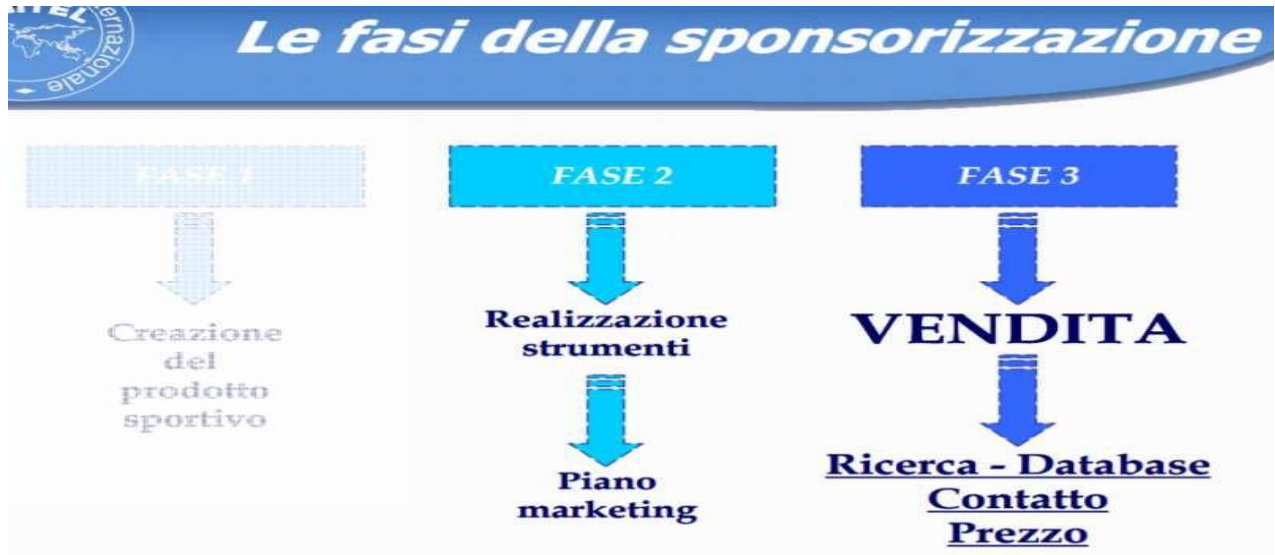 Le fasi della sponsorizzazione
FASE 1
Creazione
del
prodotto
sportivo
FASE 2
Realizzazione
strumenti
Piano
marketing
FASE 3
VENDITA
Ricerca - Database
Contatto
Prezzo